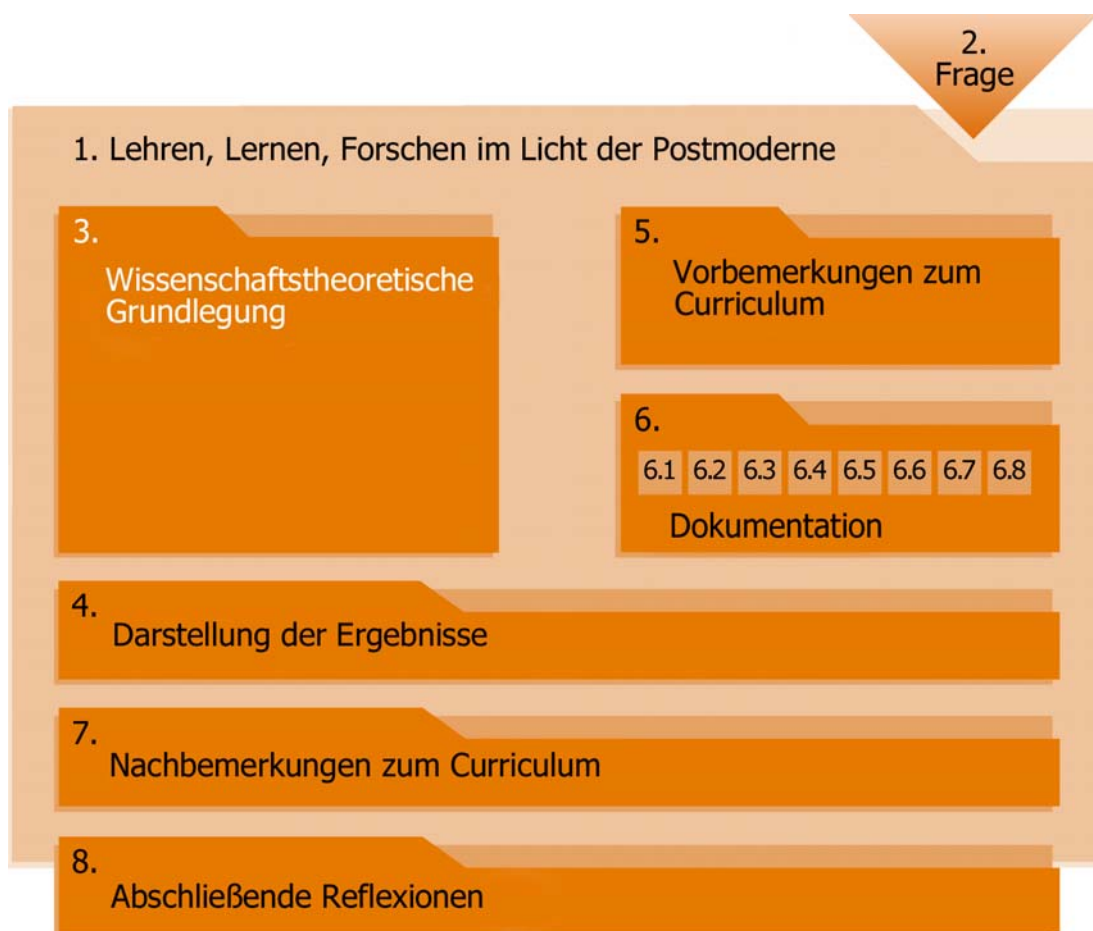 2.
Frage
1. Lehren, Lernen, Forschen im Licht der Postmoderne
3.
Wissenschaftstheoretische
Grundlegung
5.
Vorbemerkungen zum
Curriculum
6.
6.1 6.2 6.3 6.4 6.5 6.6 6.7 6.8
Dokumentation
4.
Darstellung der Ergebnisse
7.
Nachbemerkungen zum Curriculum
8.
Abschließende Reflexionen